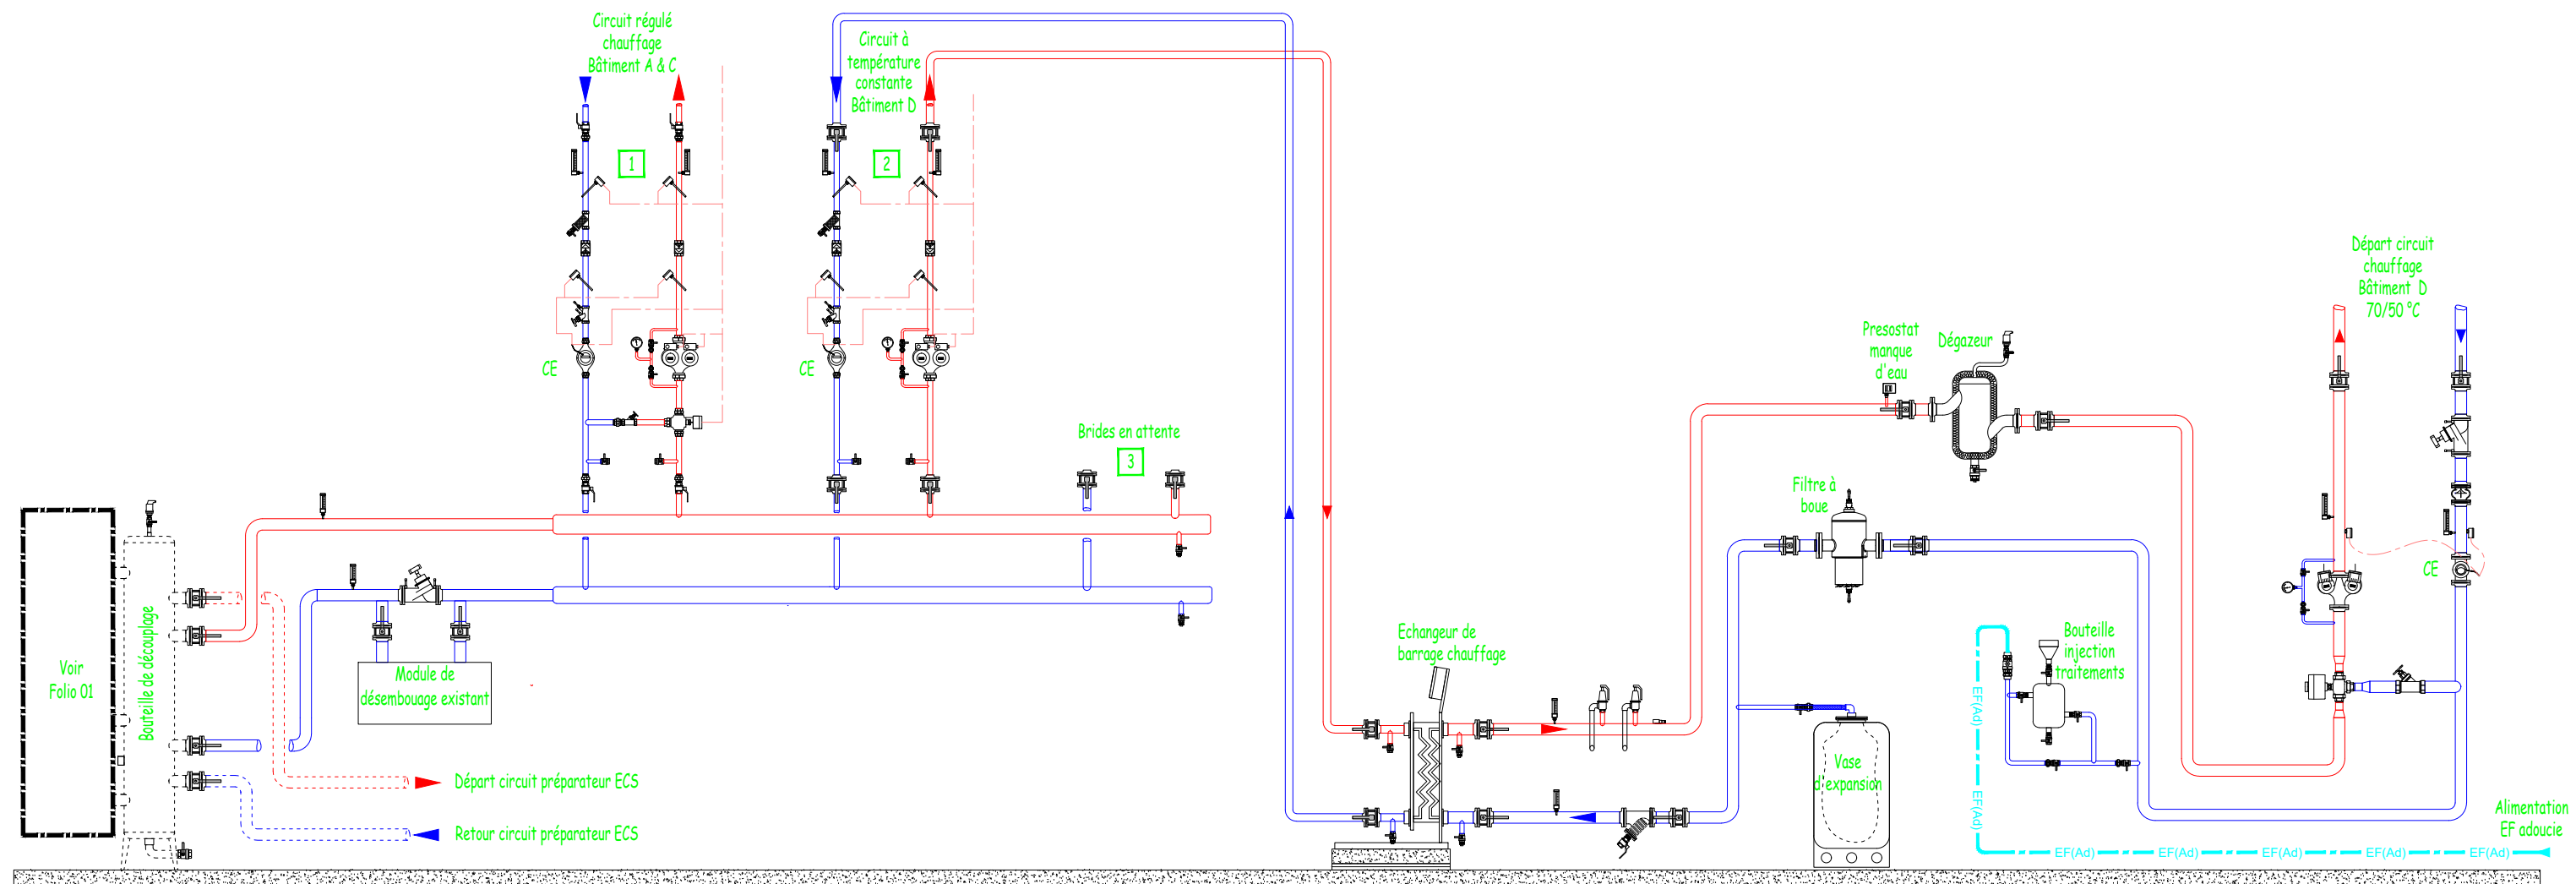 Circuit régulé
chauffage
Bâtiment A & C
1
Circuit à
température
constante
Bâtiment D
2
CE
CE
Brides en attente
3
Voir
Folio 01
Bouteille de découplage
Module de
désembouage existant
Départ circuit préparateur ECS
Retour circuit préparateur ECS
Echangeur de
barrage chauffage
Presostat
manque
d'eau
Dégazeur
Filtre à
boue
Vase
d'expansion
Départ circuit
chauffage
Bâtiment D
70/50 °C
CE
Bouteille
injection
traitements
EF(Ad)
EF(Ad)
EF(Ad)
EF(Ad)
EF(Ad)
EF(Ad)
EF(Ad)
Alimentation
EF adoucie